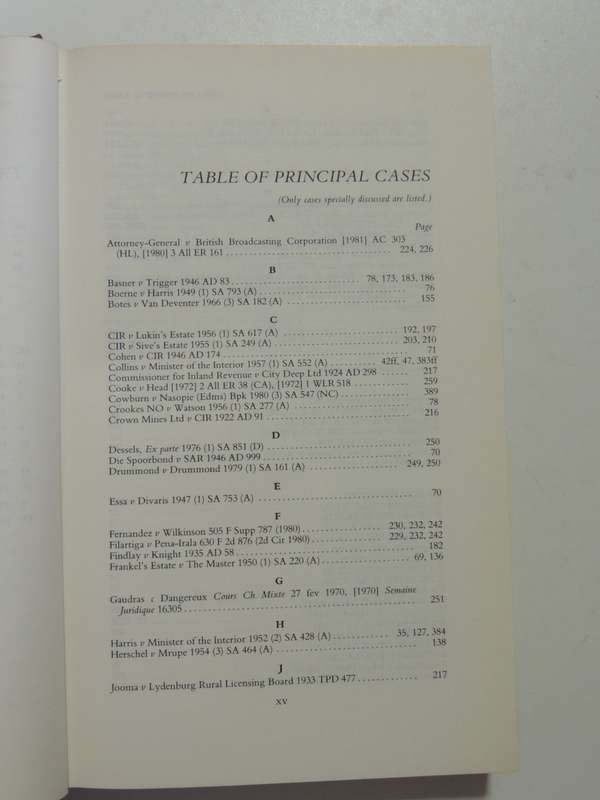 TABLE OF PRINCIPAL CASES
(Only cases specially discussed are listed.)
A
Page
Attorney-General v British Broadcasting Corporation [1981] AC 303
(HL), [1980] 3 All ER 161 . . . . . . . . . . . . . . . . . . . . . . . . . . . . . . . . . 224, 226
B
Basner v Trigger 1946 AD 83 . . . . . . . . . . . . . . . . . . . . . . . . . . 78, 173, 183, 186
Boerne v Harris 1949 (1) SA 793 (A) . . . . . . . . . . . . . . . . . . . . . . . . . . . . . . . 76
Botes v Van Deventer 1966 (3) SA 182 (A) . . . . . . . . . . . . . . . . . . . . . . . . 155
C
CIR v Lukin's Estate 1956 (1) SA 617 (A) . . . . . . . . . . . . . . . . . . . . . . . 192, 197
CIR v Sive's Estate 1955 (1) SA 249 (A) . . . . . . . . . . . . . . . . . . . . . . . . 203, 210
Cohen v CIR 1946 AD 174 . . . . . . . . . . . . . . . . . . . . . . . . . . . . . . . . . . . . . . . 71
Collins v Minister of the Interior 1957 (1) SA 552 (A) . . . . . . . . . . 42ff, 47, 383ff
Commissioner for Inland Revenue v City Deep Ltd 1924 AD 298 . . . . . . . 217
Cooke v Head [1972] 2 All ER 38 (CA), [1972] 1 WLR 518 . . . . . . . . . . . 259
Cowburn v Nasopie (Edms) Bpk 1980 (3) SA 547 (NC) . . . . . . . . . . . . . . 389
Crookes NO v Watson 1956 (1) SA 277 (A) . . . . . . . . . . . . . . . . . . . . . . . . . 78
Crown Mines Ltd v CIR 1922 AD 91 . . . . . . . . . . . . . . . . . . . . . . . . . . . . . 216
D
Dessels, Ex parte 1976 (1) SA 851 (D) . . . . . . . . . . . . . . . . . . . . . . . . . . . . . 250
Die Spoorbond v SAR 1946 AD 999 . . . . . . . . . . . . . . . . . . . . . . . . . . . . . . . 70
Drummond v Drummond 1979 (1) SA 161 (A) . . . . . . . . . . . . . . . . . . 249, 250
E
Essa v Divaris 1947 (1) SA 753 (A) . . . . . . . . . . . . . . . . . . . . . . . . . . . . . . . . 70
F
Fernandez v Wilkinson 505 F Supp 787 (1980) . . . . . . . . . . . . . . . . 230, 232, 242
Filartiga v Pena-Irala 630 F 2d 876 (2d Cir 1980) . . . . . . . . . . . . . . 229, 232, 242
Findlay v Knight 1935 AD 58 . . . . . . . . . . . . . . . . . . . . . . . . . . . . . . . . . . . . 182
Frankel's Estate v The Master 1950 (1) SA 220 (A) . . . . . . . . . . . . . . . . . . 69, 136
G
Gaudras c Dangereux Cours Ch Mixte 27 fev 1970, [1970] Semaine
Juridique 16305 . . . . . . . . . . . . . . . . . . . . . . . . . . . . . . . . . . . . . . . . . . . . . . 251
H
Harris v Minister of the Interior 1952 (2) SA 428 (A) . . . . . . . . . . . 35, 127, 384
Herschel v Mrupe 1954 (3) SA 464 (A) . . . . . . . . . . . . . . . . . . . . . . . . . . . . 138
J
Jooma v Lydenburg Rural Licensing Board 1933 TPD 477 . . . . . . . . . . . . . 217
xv